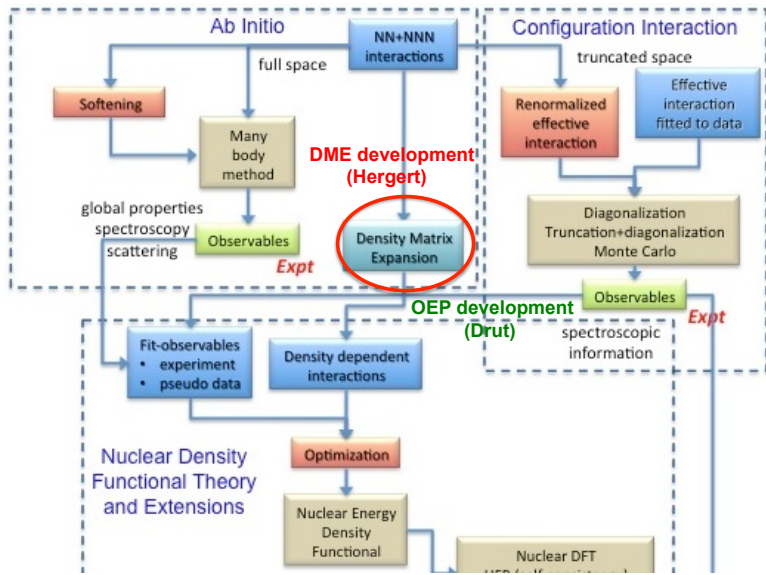 Ab Initio
NN+NNN
interactions
Configuration Interaction
full space
truncated space
Softening
Many
body
method
Renormalized
effective
interaction
Effective
interaction
fitted to data
DME development
(Hergert)
global properties
spectroscopy
scattering
Observables
Expt
Density Matrix
Expansion
Diagonalization
Truncation+diagonalization
Monte Carlo
Observables
Expt
OEP development
(Drut)
spectroscopic
information
Fit-observables
• experiment
• pseudo data
Density dependent
interactions
Nuclear Density
Functional Theory
and Extensions
Optimization
Nuclear Energy
Density
Functional
Nuclear DFT